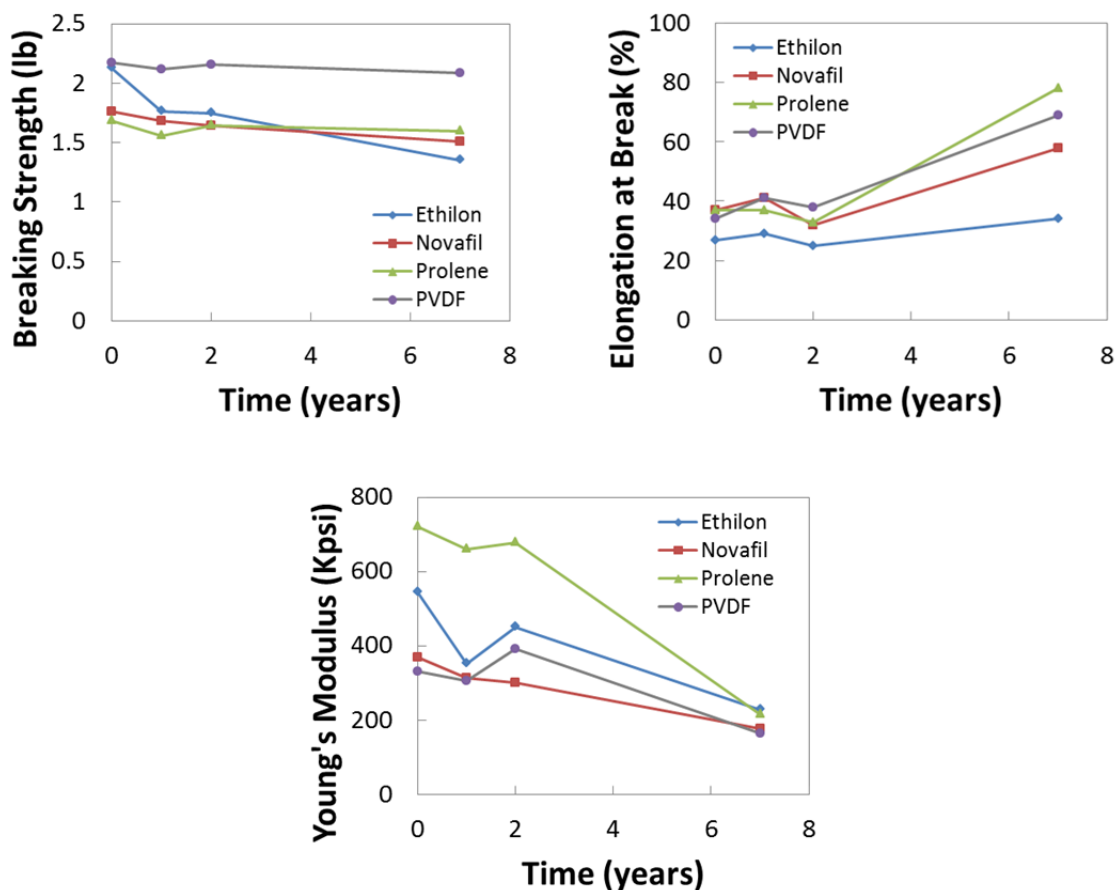 Breaking Strength (lb)
2.5
2
1.5
1
0.5
0
Ethilon
Novafil
Prolene
PVDF
0 2 4 6 8
Time (years)
Elongation at Break (%)
100
80
60
40
20
0
Ethilon
Novafil
Prolene
PVDF
0 2 4 6 8
Time (years)
Young's Modulus (Kpsi)
800
600
400
200
0
Ethilon
Novafil
Prolene
PVDF
0 2 4 6 8
Time (years)